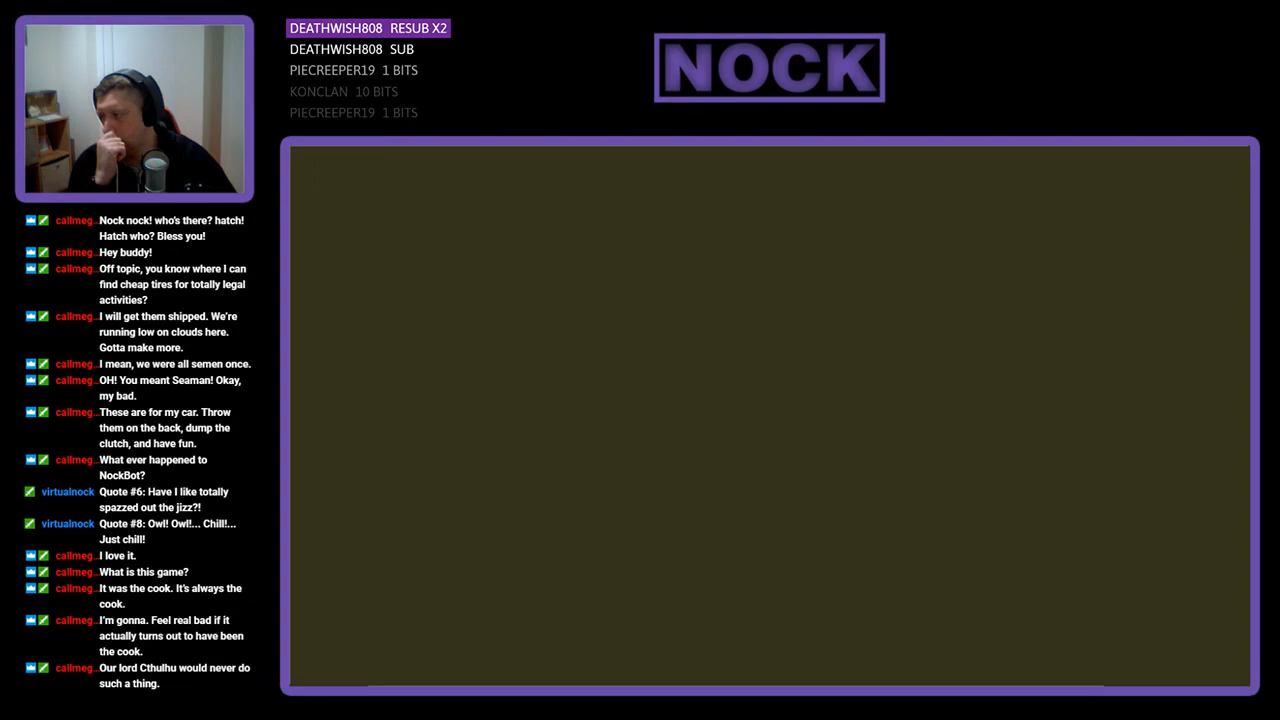 DEATHWISH808 RESUB X2
DEATHWISH808 SUB
PIECREEPER19 1 BITS
KONCLAN 10 BITS
PIECREEPER19 1 BITS
NOCK
callmeg… Nock nock! who's there? hatch!
Hatch who? Bless you!
callmeg… Hey buddy!
callmeg… Off topic, you know where I can
find cheap tires for totally legal
activities?
callmeg… I will get them shipped. We're
running low on clouds here.
Gotta make more.
callmeg… I mean, we were all semen once.
callmeg… OH! You meant Seaman! Okay,
my bad.
callmeg… These are for my car. Throw
them on the back, dump the
clutch, and have fun.
callmeg… What ever happened to
NockBot?
virtualnock Quote #6: Have I like totally
spazzed out the jizz?!
virtualnock Quote #8: Owl! Owl!... Chill!...
Just chill!
callmeg… I love it.
callmeg… What is this game?
callmeg… It was the cook. It's always the
cook.
callmeg… I'm gonna. Feel real bad if it
actually turns out to have been
the cook.
callmeg… Our lord Cthulhu would never do
such a thing.